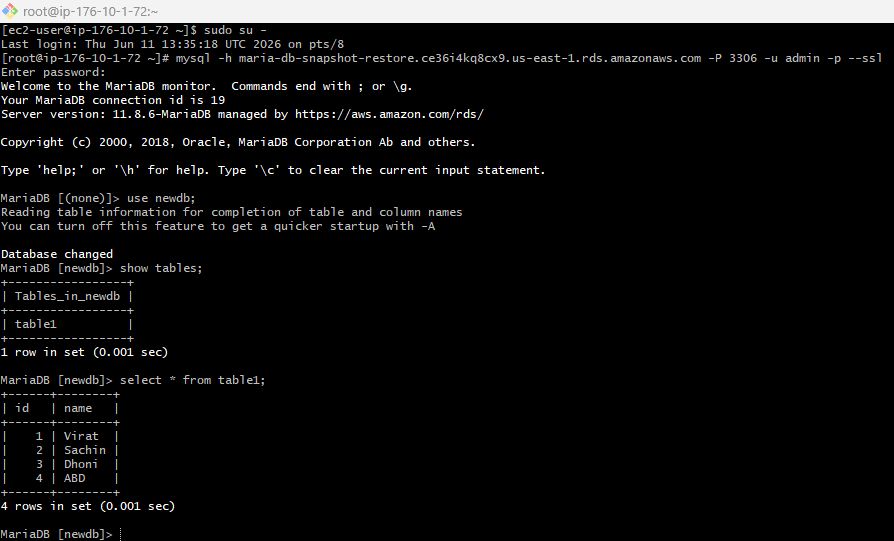 root@ip-176-10-1-72:~
[ec2-user@ip-176-10-1-72 ~]$ sudo su -
Last login: Thu Jun 11 13:35:18 UTC 2026 on pts/8
[root@ip-176-10-1-72 ~]# mysql -h maria-db-snapshot-restore.ce36i4kq8cx9.us-east-1.rds.amazonaws.com -P 3306 -u admin -p --ssl
Enter password:
Welcome to the MariaDB monitor.  Commands end with ; or \g.
Your MariaDB connection id is 19
Server version: 11.8.6-MariaDB managed by https://aws.amazon.com/rds/

Copyright (c) 2000, 2018, Oracle, MariaDB Corporation Ab and others.

Type 'help;' or '\h' for help. Type '\c' to clear the current input statement.

MariaDB [(none)]> use newdb;
Reading table information for completion of table and column names
You can turn off this feature to get a quicker startup with -A

Database changed
MariaDB [newdb]> show tables;
+-----------------+
| Tables_in_newdb |
+-----------------+
| table1          |
+-----------------+
1 row in set (0.001 sec)

MariaDB [newdb]> select * from table1;
+------+--------+
| id   | name   |
+------+--------+
|    1 | Virat  |
|    2 | Sachin |
|    3 | Dhoni  |
|    4 | ABD    |
+------+--------+
4 rows in set (0.001 sec)

MariaDB [newdb]>